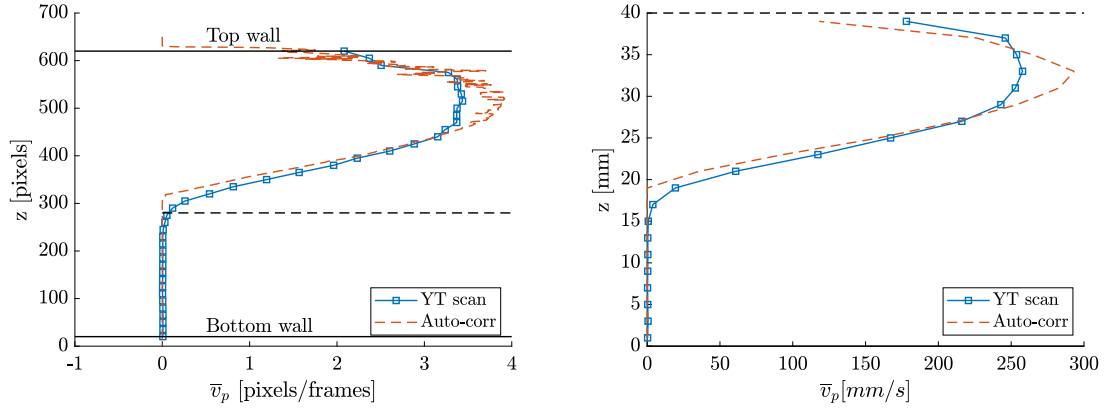 700
600
500
400
300
200
100
0
z [pixels]
Top wall
Bottom wall
YT scan
Auto-corr
-1 0 1 2 3 4
v̅p [pixels/frames]
40
35
30
25
20
15
10
5
0
z [mm]
YT scan
Auto-corr
0 50 100 150 200 250 300
v̅p[mm/s]